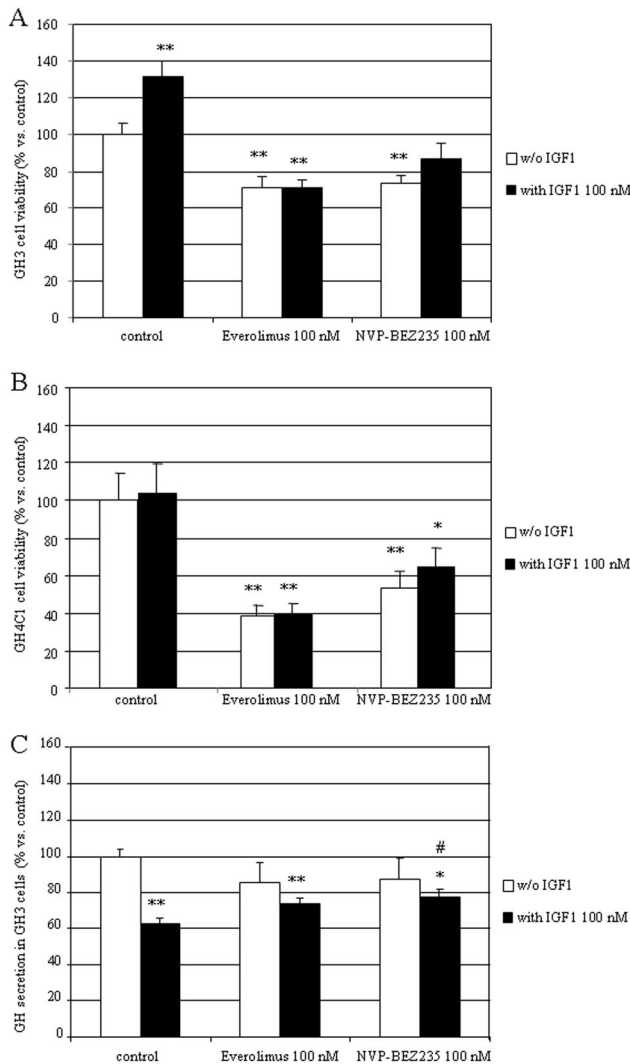 A
GH3 cell viability (% vs. control)
160
140
120
100
80
60
40
20
0
**
** **
**
control Everolimus 100 nM NVP-BEZ235 100 nM
w/o IGF1
with IGF1 100 nM
B
GH4C1 cell viability (% vs. control)
160
140
120
100
80
60
40
20
0
** **
**
*
control Everolimus 100 nM NVP-BEZ235 100 nM
w/o IGF1
with IGF1 100 nM
C
GH secretion in GH3 cells (% vs. control)
160
140
120
100
80
60
40
20
0
**
**
#
*
control Everolimus 100 nM NVP-BEZ235 100 nM
w/o IGF1
with IGF1 100 nM